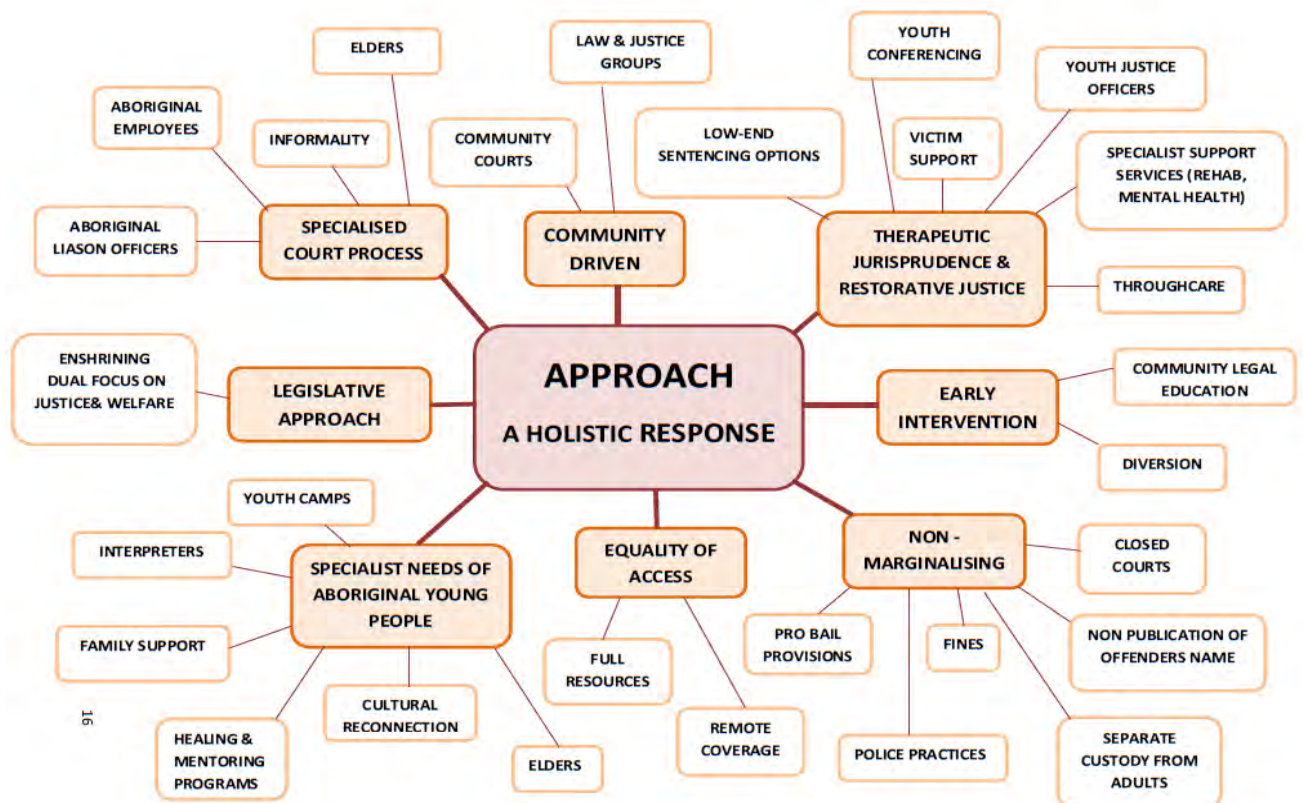 ELDERS
LAW & JUSTICE
GROUPS
YOUTH
CONFERENCING
YOUTH JUSTICE
OFFICERS
ABORIGINAL
EMPLOYEES
INFORMALITY
COMMUNITY
COURTS
LOW-END
SENTENCING OPTIONS
VICTIM
SUPPORT
SPECIALIST SUPPORT
SERVICES (REHAB,
MENTAL HEALTH)
ABORIGINAL
LIASON OFFICERS
SPECIALISED
COURT PROCESS
COMMUNITY
DRIVEN
THERAPEUTIC
JURISPRUDENCE &
RESTORATIVE JUSTICE
THROUGHCARE
ENSHRINING
DUAL FOCUS ON
JUSTICE& WELFARE
LEGISLATIVE
APPROACH
APPROACH
A HOLISTIC RESPONSE
EARLY
INTERVENTION
COMMUNITY LEGAL
EDUCATION
DIVERSION
YOUTH CAMPS
INTERPRETERS
SPECIALIST NEEDS OF
ABORIGINAL YOUNG
PEOPLE
EQUALITY OF
ACCESS
NON -
MARGINALISING
CLOSED
COURTS
FAMILY SUPPORT
FULL
RESOURCES
PRO BAIL
PROVISIONS
FINES
NON PUBLICATION OF
OFFENDERS NAME
HEALING &
MENTORING
PROGRAMS
CULTURAL
RECONNECTION
ELDERS
REMOTE
COVERAGE
POLICE PRACTICES
SEPARATE
CUSTODY FROM
ADULTS
16